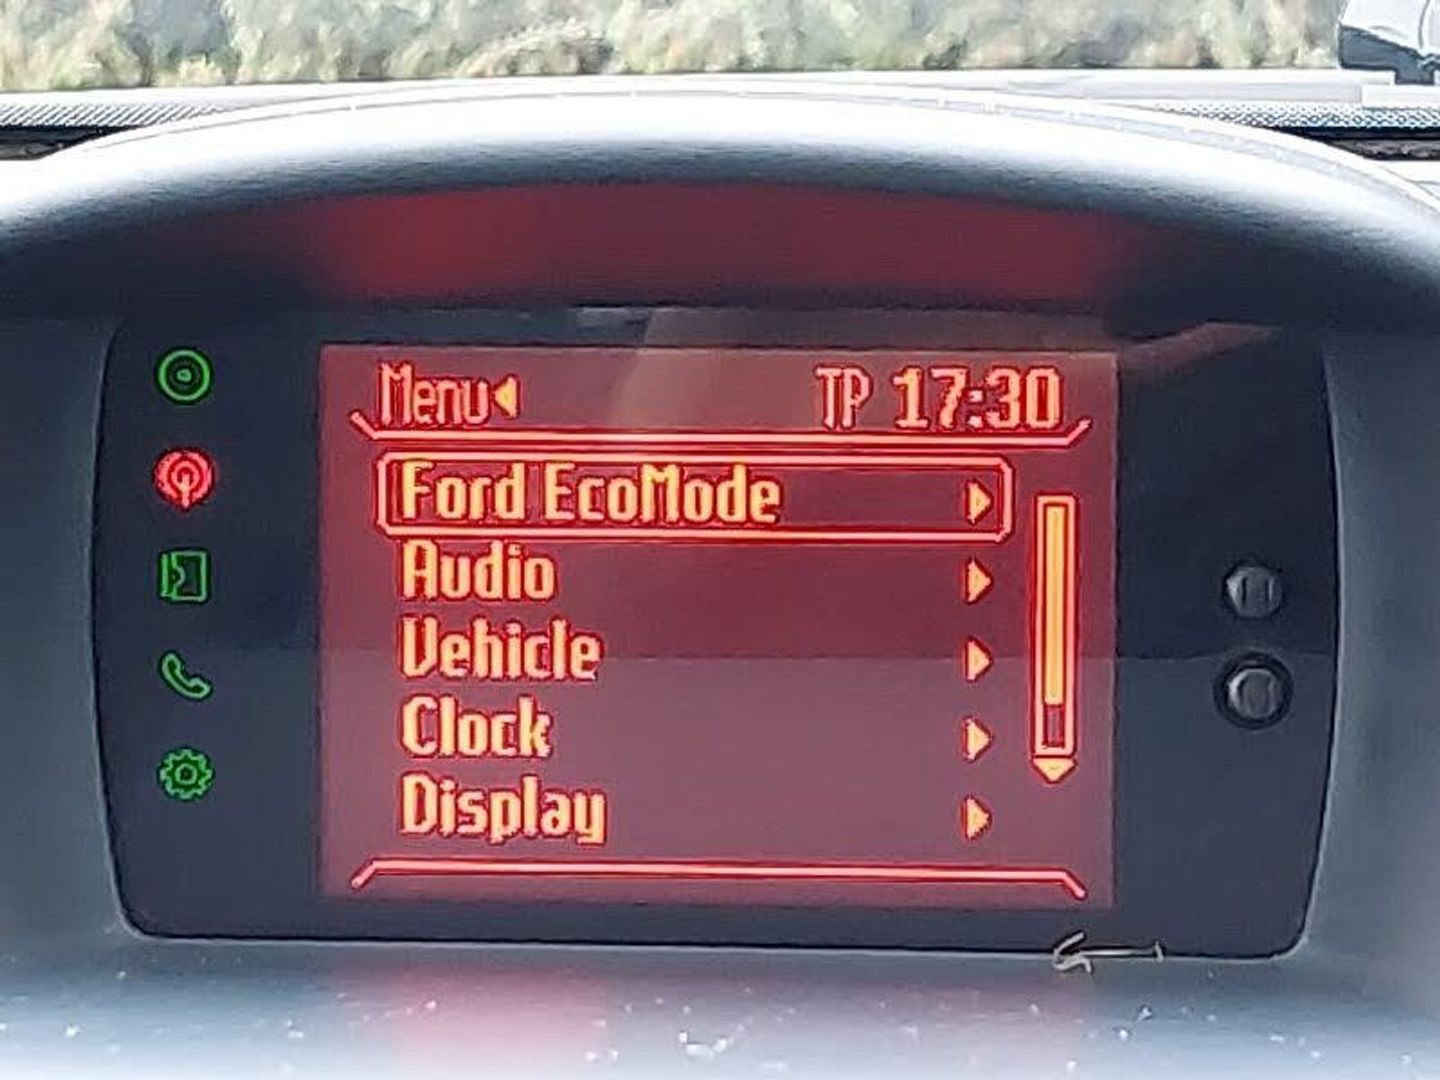 Menu TP 17:30
Ford EcoMode
Audio
Vehicle
Clock
Display